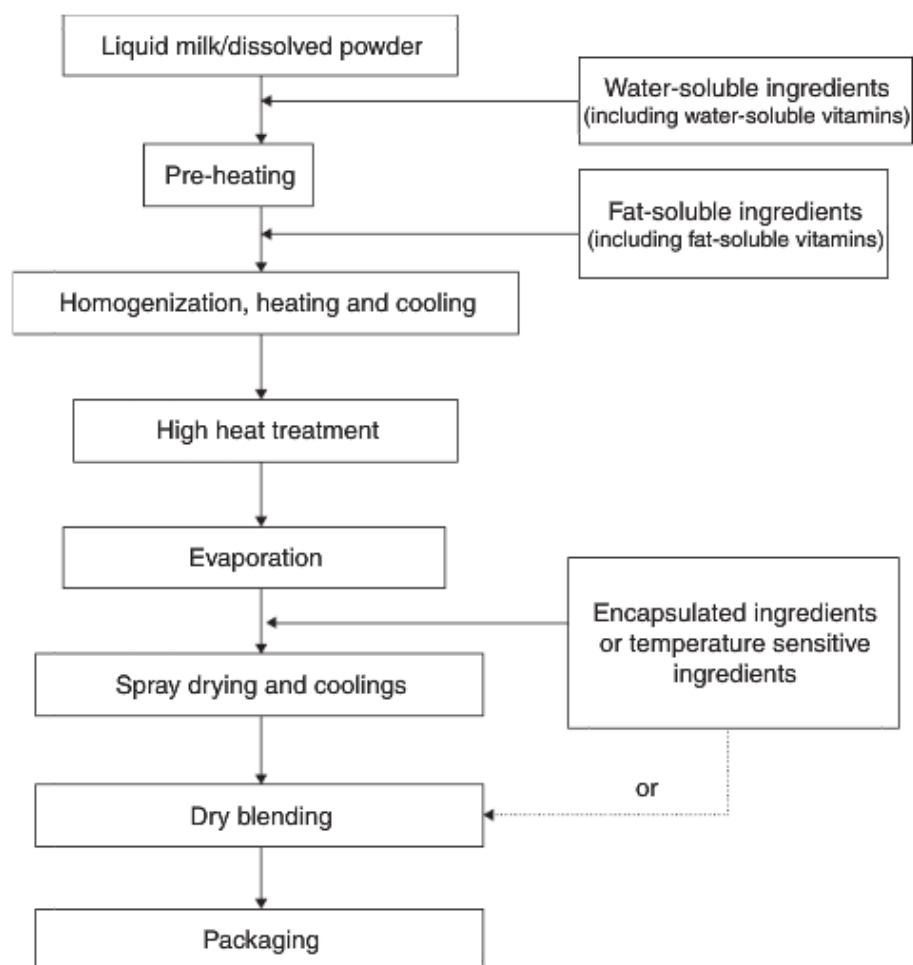 Liquid milk/dissolved powder
Water-soluble ingredients
(including water-soluble vitamins)
Pre-heating
Fat-soluble ingredients
(including fat-soluble vitamins)
Homogenization, heating and cooling
High heat treatment
Evaporation
Encapsulated ingredients
or temperature sensitive
ingredients
Spray drying and coolings
or
Dry blending
Packaging